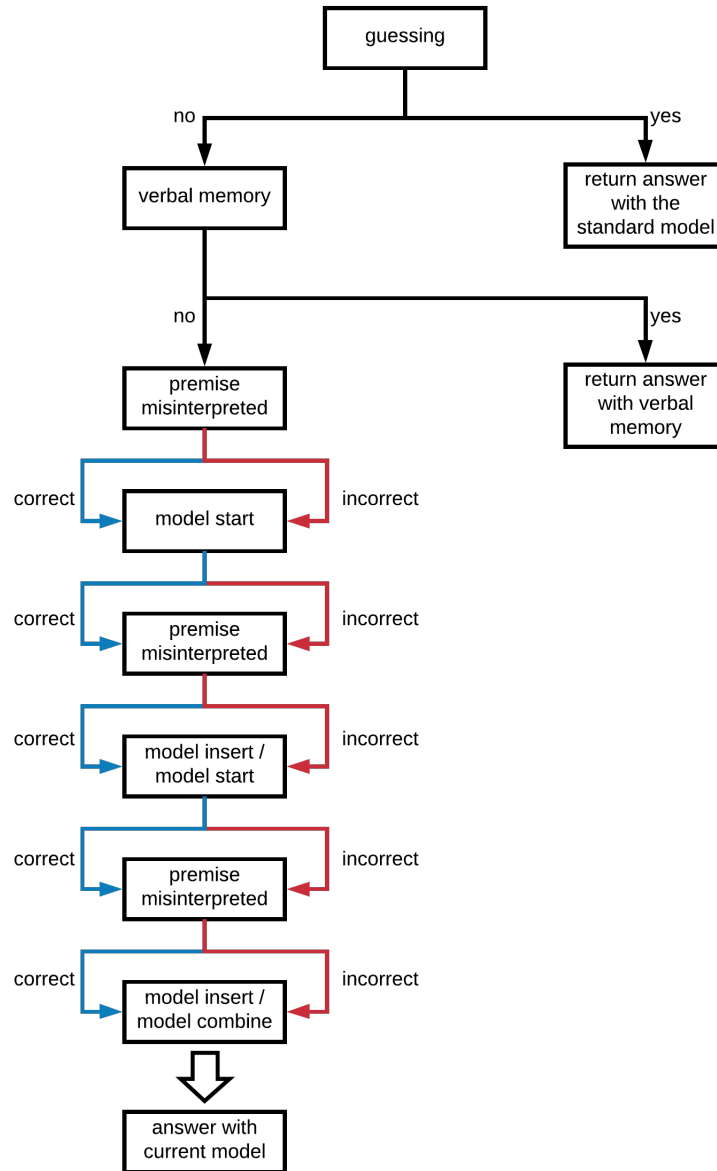 guessing
no
yes
verbal memory
return answer
with the
standard model
no
yes
premise
misinterpreted
return answer
with verbal
memory
correct
model start
incorrect
correct
premise
misinterpreted
incorrect
correct
model insert /
model start
incorrect
correct
premise
misinterpreted
incorrect
correct
model insert /
model combine
incorrect
answer with
current model